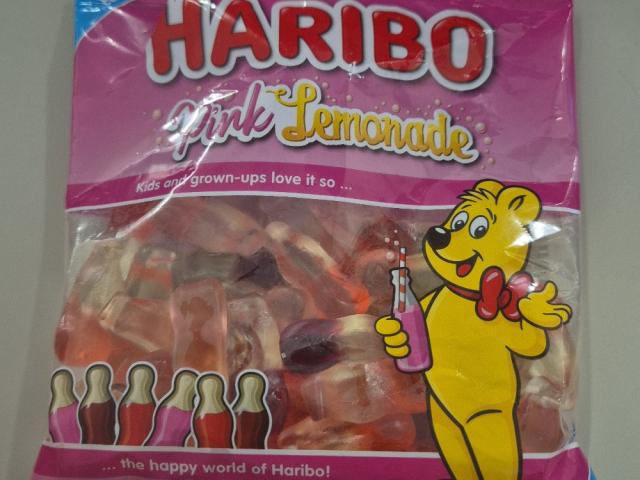 HARIBO
Pink Lemonade
Kids and grown-ups love it so ...
... the happy world of Haribo!